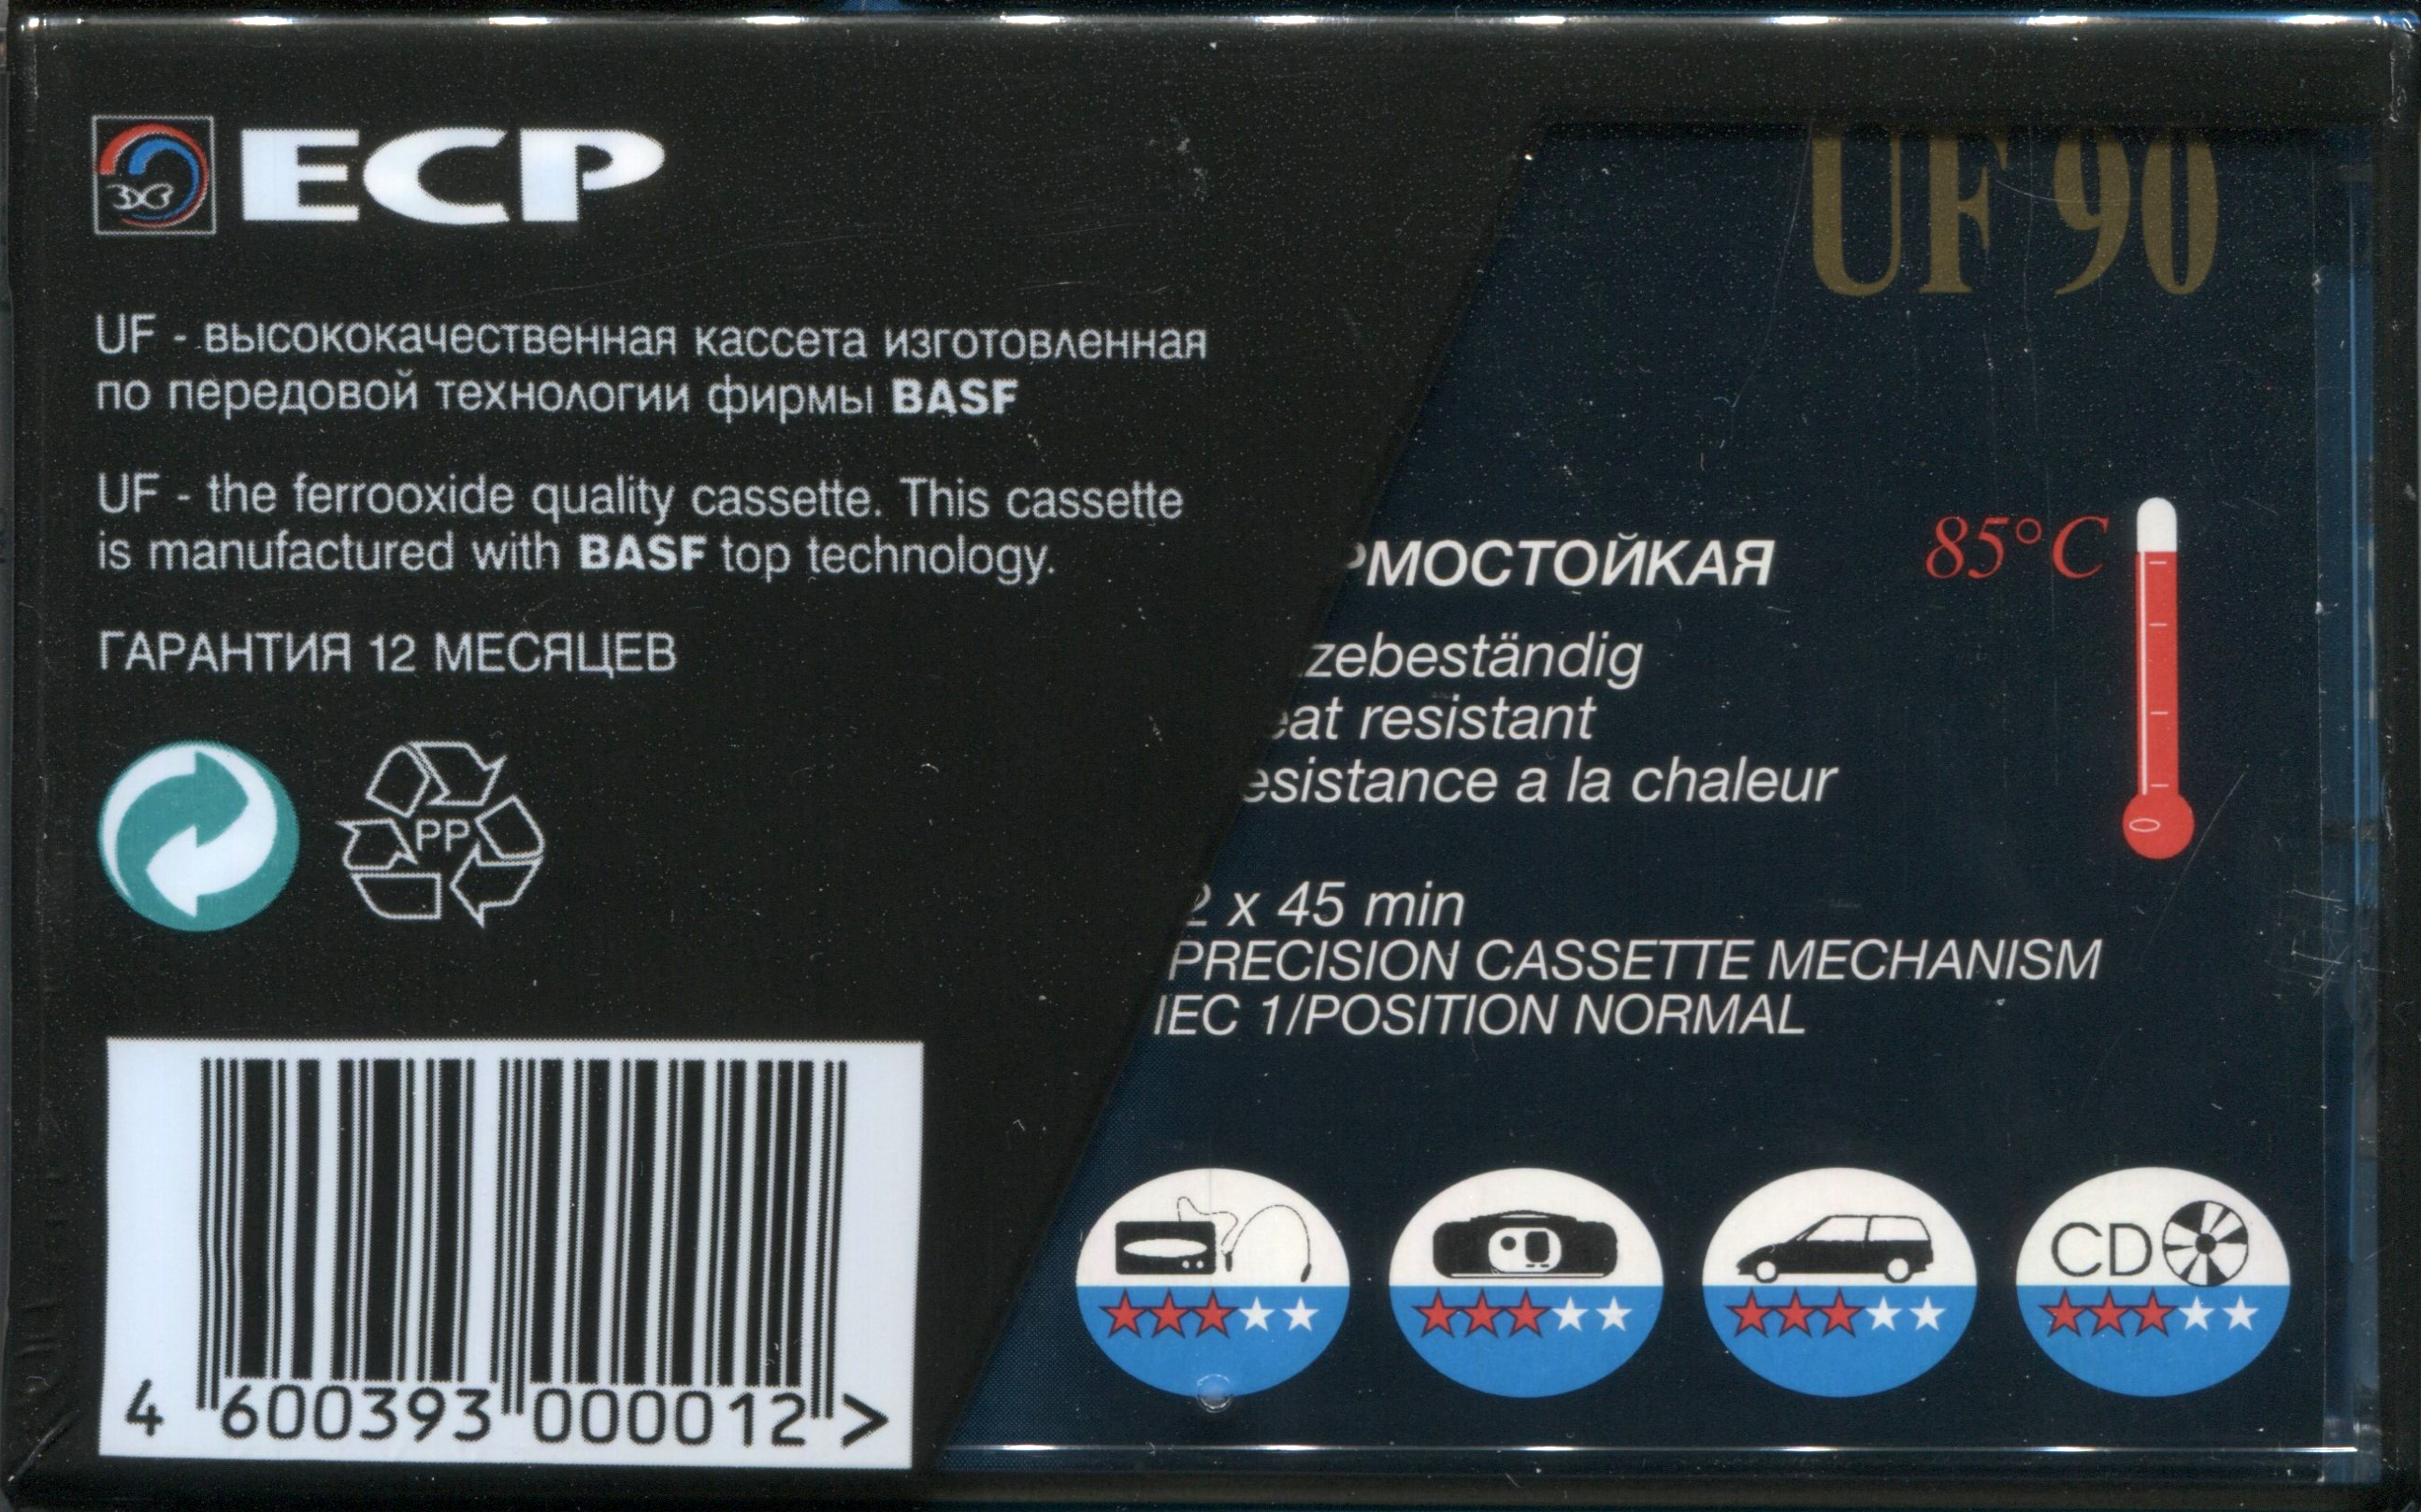 ECP
UF - высококачественная кассета изготовленная
по передовой технологии фирмы BASF
UF - the ferrooxide quality cassette. This cassette
is manufactured with BASF top technology.
ГАРАНТИЯ 12 МЕСЯЦЕВ
PP
4 600393 000012 >
UF 90
РМОСТОЙКАЯ
85°C
zebeständig
eat resistant
esistance a la chaleur
2 x 45 min
PRECISION CASSETTE MECHANISM
IEC 1/POSITION NORMAL
CD